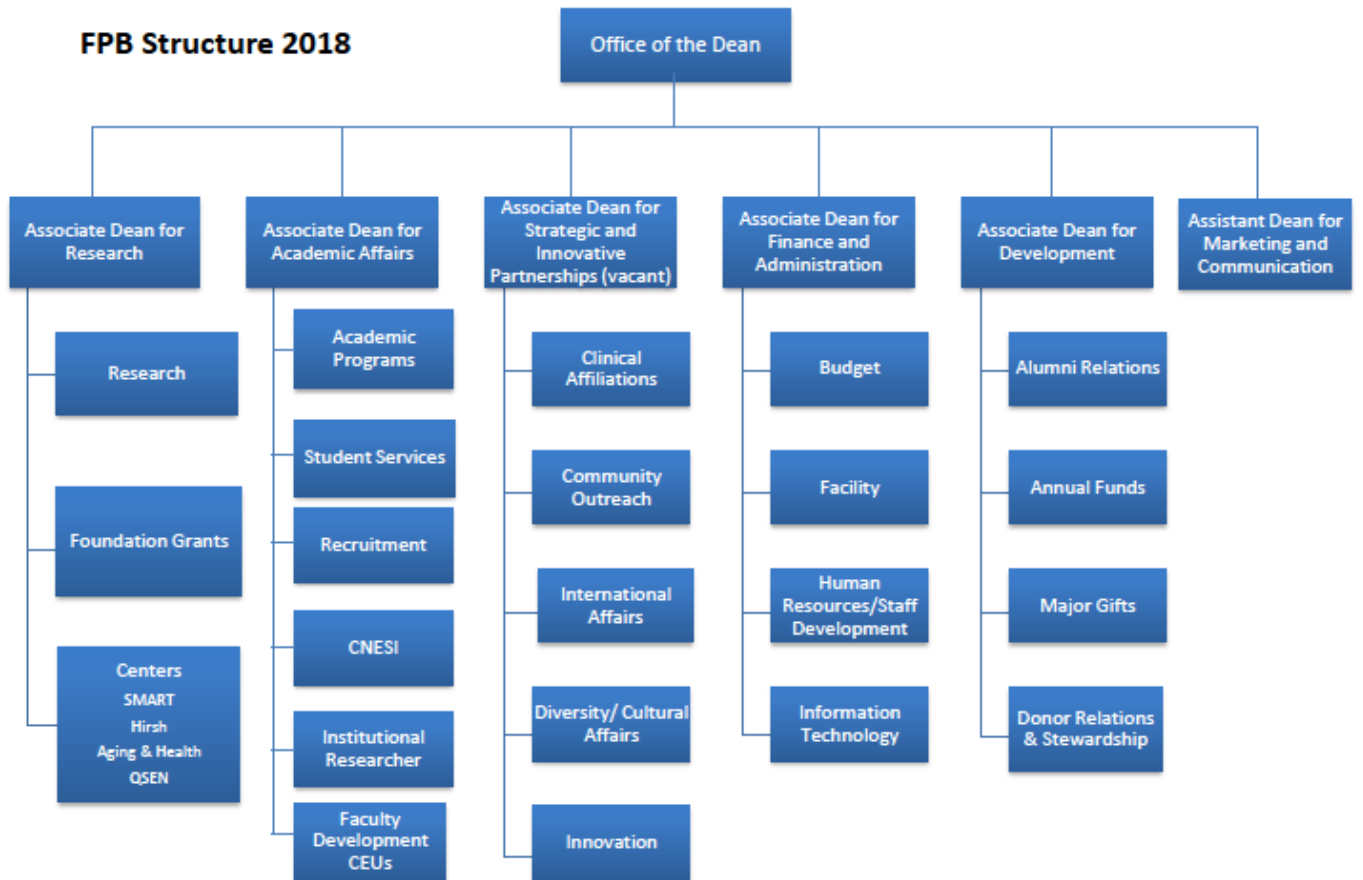 FPB Structure 2018
Office of the Dean
Associate Dean for
Research
Associate Dean for
Academic Affairs
Associate Dean for
Strategic and
Innovative
Partnerships (vacant)
Associate Dean for
Finance and
Administration
Associate Dean for
Development
Assistant Dean for
Marketing and
Communication
Research
Foundation Grants
Centers
SMART
Hirsh
Aging & Health
QSEN
Academic
Programs
Student Services
Recruitment
CNESI
Institutional
Researcher
Faculty
Development
CEUs
Clinical
Affiliations
Community
Outreach
International
Affairs
Diversity/ Cultural
Affairs
Innovation
Budget
Facility
Human
Resources/Staff
Development
Information
Technology
Alumni Relations
Annual Funds
Major Gifts
Donor Relations
& Stewardship